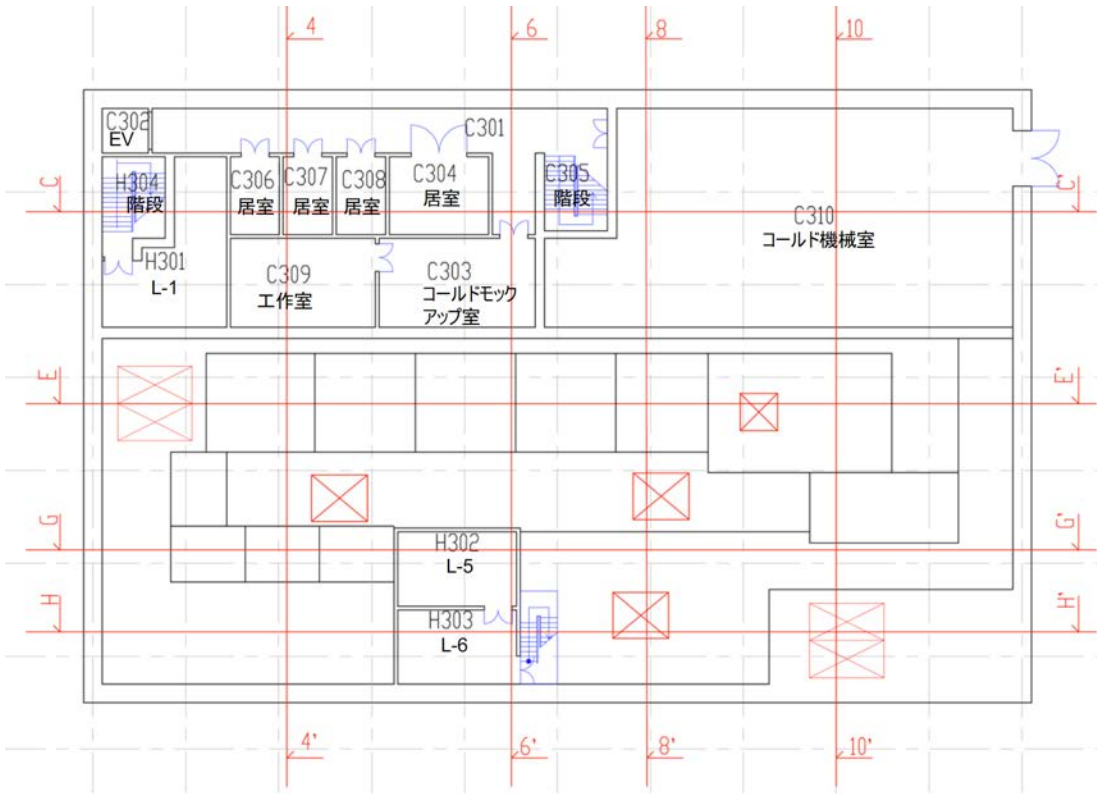 4
6
8
10
C302
EV
C301
C
H304
階段
C306
居室
C307
居室
C308
居室
C304
居室
C305
階段
C'
C310
コールド機械室
H301
L-1
C309
工作室
C303
コールドモック
アップ室
E
E'
G
G'
H302
L-5
H
H'
H303
L-6
4'
6'
8'
10'